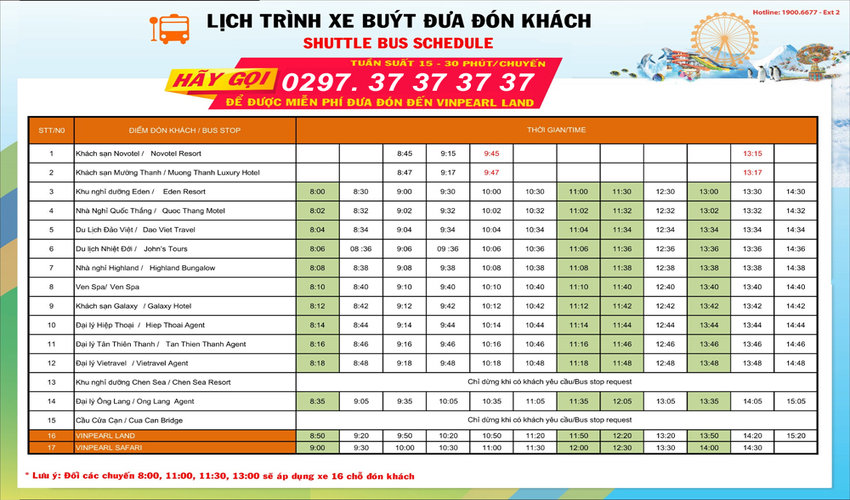 Hotline: 1900.6677 - Ext 2
LỊCH TRÌNH XE BUÝT ĐƯA ĐÓN KHÁCH
SHUTTLE BUS SCHEDULE
TUẦN SUẤT 15 - 30 PHÚT/CHUYẾN
HÃY GỌI 0297. 37 37 37 37
ĐỂ ĐƯỢC MIỄN PHÍ ĐƯA ĐÓN ĐẾN VINPEARL LAND
STT/N0 ĐIỂM ĐÓN KHÁCH / BUS STOP THỜI GIAN/TIME
1 Khách sạn Novotel / Novotel Resort 8:45 9:15 9:45 13:15
2 Khách sạn Mường Thanh / Muong Thanh Luxury Hotel 8:47 9:17 9:47 13:17
3 Khu nghỉ dưỡng Eden / Eden Resort 8:00 8:30 9:00 9:30 10:00 10:30 11:00 11:30 12:30 13:00 13:30 14:30
4 Nhà Nghỉ Quốc Thắng / Quoc Thang Motel 8:02 8:32 9:02 9:32 10:02 10:32 11:02 11:32 12:32 13:02 13:32 14:32
5 Du Lịch Đảo Việt / Dao Viet Travel 8:04 8:34 9:04 9:34 10:04 10:34 11:04 11:34 12:34 13:04 13:34 14:34
6 Du lịch Nhiệt Đới / John's Tours 8:06 08 :36 9:06 09 :36 10:06 10:36 11:06 11:36 12:36 13:06 13:36 14:36
7 Nhà nghỉ Highland / Highland Bungalow 8:08 8:38 9:08 9:38 10:08 10:38 11:08 11:38 12:38 13:08 13:38 14:38
8 Ven Spa/ Ven Spa 8:10 8:40 9:10 9:40 10:10 10:40 11:10 11:40 12:40 13:40 13:40 14:40
9 Khách sạn Galaxy / Galaxy Hotel 8:12 8:42 9:12 9:42 10:12 10:42 11:12 11:42 12:42 13:42 13:42 14:42
10 Đại lý Hiệp Thoại / Hiep Thoai Agent 8:14 8:44 9:14 9:44 10:14 10:44 11:14 11:44 12:44 13:44 13:44 14:44
11 Đại lý Tân Thiên Thanh / Tan Thien Thanh Agent 8:16 8:46 9:16 9:46 10:16 10:46 11:16 11:46 12:46 13:46 13:46 14:46
12 Đại lý Vietravel / Vietravel Agent 8:18 8:48 9:18 9:48 10:18 10:48 11:18 11:48 12:48 13:48 13:48 14:48
13 Khu nghỉ dưỡng Chen Sea / Chen Sea Resort Chỉ dừng khi có khách yêu cầu/Bus stop request
14 Đại lý Ông Lang / Ong Lang Agent 8:35 9:05 9:35 10:05 10:35 11:05 11:35 12:05 13:05 13:35 14:05 15:05
15 Cầu Cửa Cạn / Cua Can Bridge Chỉ dừng khi có khách yêu cầu/Bus stop request
16 VINPEARL LAND 8:50 9:20 9:50 10:20 10:50 11:20 11:50 12:20 13:20 13:50 14:20 15:20
17 VINPEARL SAFARI 9:00 9:30 10:00 10:30 11:00 11:30 12:00 12:30 13:30 14:00 14:30
* Lưu ý: Đối các chuyến 8:00, 11:00, 11:30, 13:00 sẽ áp dụng xe 16 chỗ đón khách